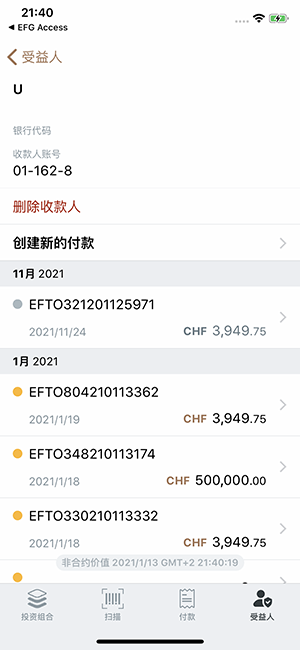 21:40
◀ EFG Access
受益人
U
银行代码
收款人账号
01-162-8
删除收款人
创建新的付款
11月 2021
EFTO321201125971
2021/11/24 CHF 3,949.75
1月 2021
EFTO804210113362
2021/1/19 CHF 3,949.75
EFTO348210113174
2021/1/18 CHF 500,000.00
EFTO330210113332
2021/1/18 CHF 3,949.75
非合约价值 2021/1/13 GMT+2 21:40:19
投资组合 扫描 付款 受益人